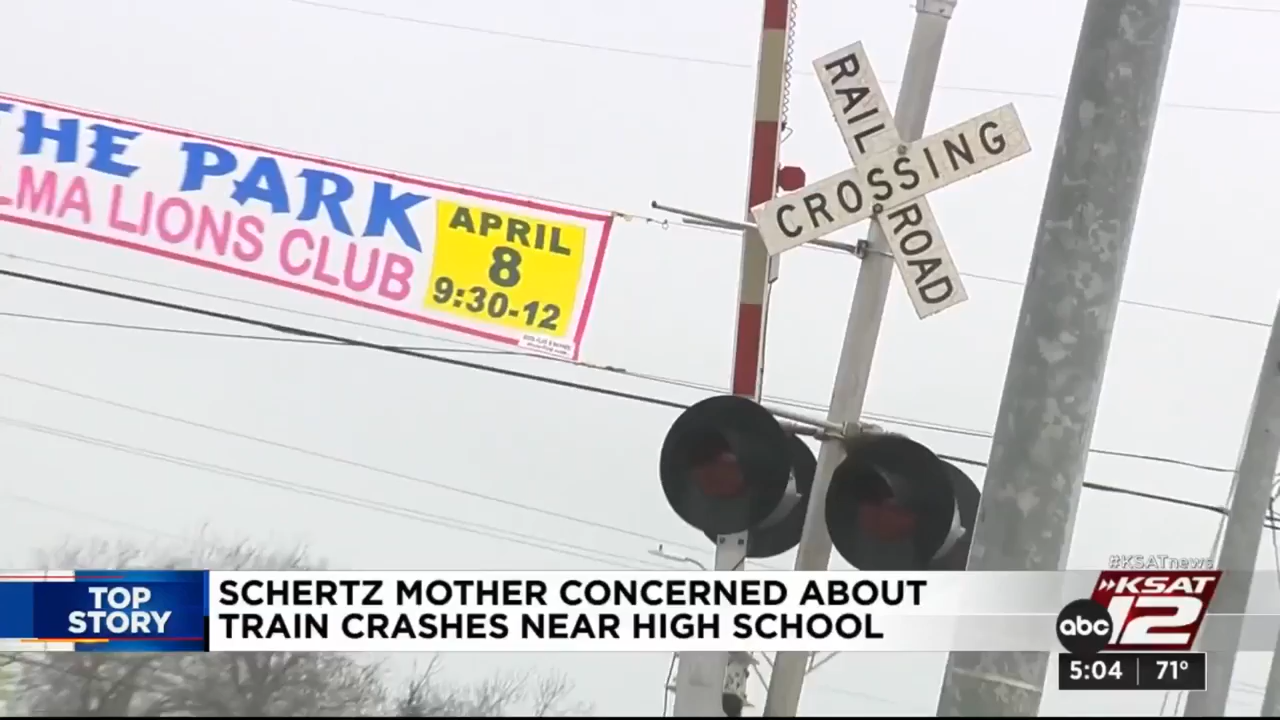 HE PARK
LMA LIONS CLUB
APRIL
8
9:30-12
RAIL
ROAD
CROSSING
#KSATnews
TOP
STORY
SCHERTZ MOTHER CONCERNED ABOUT
TRAIN CRASHES NEAR HIGH SCHOOL
KSAT
abc 12
5:04 71°